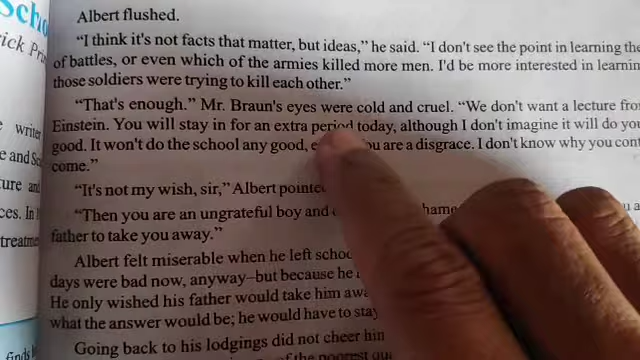 Albert flushed.
"I think it's not facts that matter, but ideas," he said. "I don't see the point in learning the
of battles, or even which of the armies killed more men. I'd be more interested in learnin
those soldiers were trying to kill each other."
"That's enough." Mr. Braun's eyes were cold and cruel. "We don't want a lecture fro
Einstein. You will stay in for an extra period today, although I don't imagine it will do yo
good. It won't do the school any good, you are a disgrace. I don't know why you con
come."
"It's not my wish, sir," Albert pointe
"Then you are an ungrateful boy and
father to take you away."
Albert felt miserable when he left schoo
days were bad now, anyway–but because he
He only wished his father would take him awa
what the answer would be; he would have to stay
Going back to his lodgings did not cheer him
of the poorest